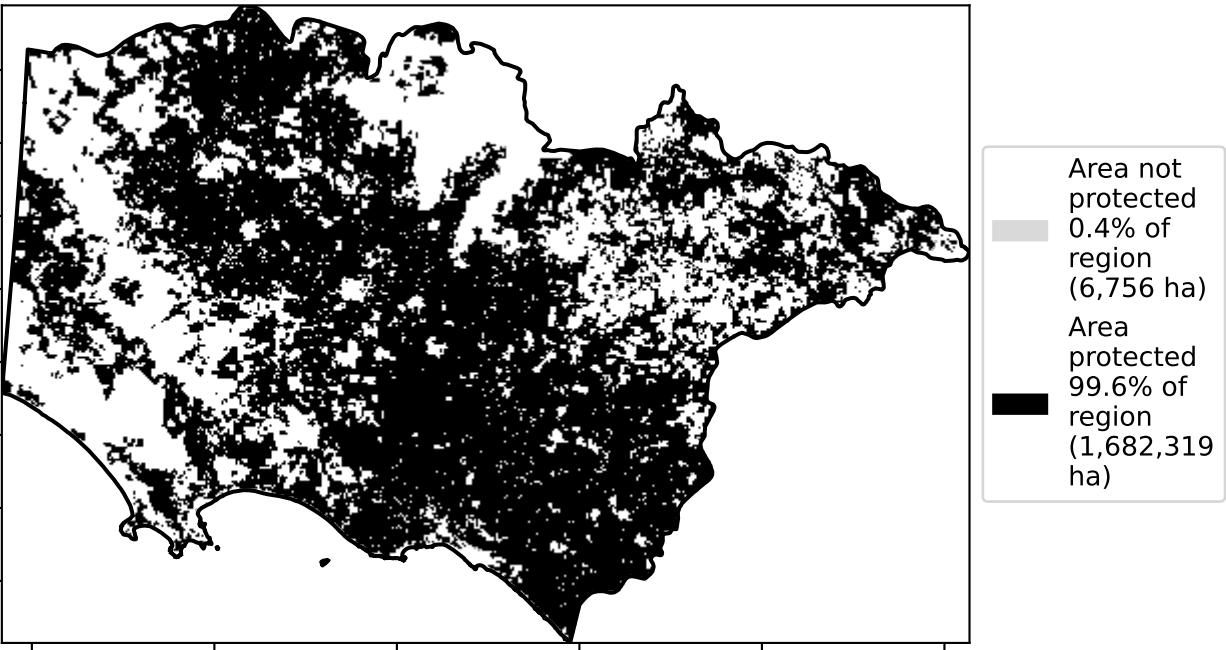 Area not
protected
0.4% of
region
(6,756 ha)
Area
protected
99.6% of
region
(1,682,319
ha)